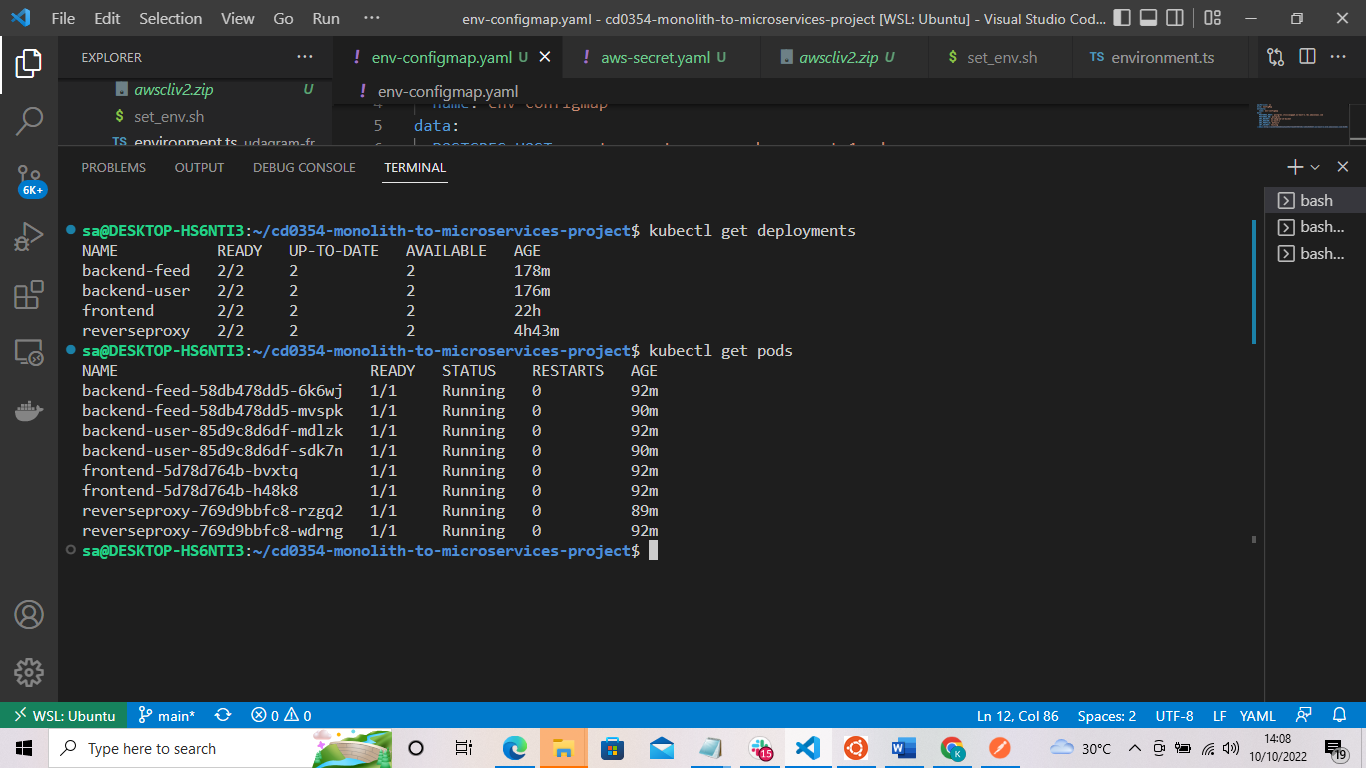 File Edit Selection View Go Run ··· env-configmap.yaml - cd0354-monolith-to-microservices-project [WSL: Ubuntu] - Visual Studio Cod...
EXPLORER ···
! env-configmap.yaml U
! aws-secret.yaml U
awscliv2.zip U
$ set_env.sh
TS environment.ts
awscliv2.zip U
$ set_env.sh
TS environment.ts udagram-fr
! env-configmap.yaml
name: env-configmap
5 data:
PROBLEMS OUTPUT DEBUG CONSOLE TERMINAL
6K+
sa@DESKTOP-HS6NTI3:~/cd0354-monolith-to-microservices-project$ kubectl get deployments
NAME READY UP-TO-DATE AVAILABLE AGE
backend-feed 2/2 2 2 178m
backend-user 2/2 2 2 176m
frontend 2/2 2 2 22h
reverseproxy 2/2 2 2 4h43m
sa@DESKTOP-HS6NTI3:~/cd0354-monolith-to-microservices-project$ kubectl get pods
NAME READY STATUS RESTARTS AGE
backend-feed-58db478dd5-6k6wj 1/1 Running 0 92m
backend-feed-58db478dd5-mvspk 1/1 Running 0 90m
backend-user-85d9c8d6df-mdlzk 1/1 Running 0 92m
backend-user-85d9c8d6df-sdk7n 1/1 Running 0 90m
frontend-5d78d764b-bvxtq 1/1 Running 0 92m
frontend-5d78d764b-h48k8 1/1 Running 0 92m
reverseproxy-769d9bbfc8-rzgq2 1/1 Running 0 89m
reverseproxy-769d9bbfc8-wdrng 1/1 Running 0 92m
sa@DESKTOP-HS6NTI3:~/cd0354-monolith-to-microservices-project$
bash
bash...
bash...
WSL: Ubuntu main* 0 0 Ln 12, Col 86 Spaces: 2 UTF-8 LF YAML
Type here to search
15
K
30°C
14:08
10/10/2022
19